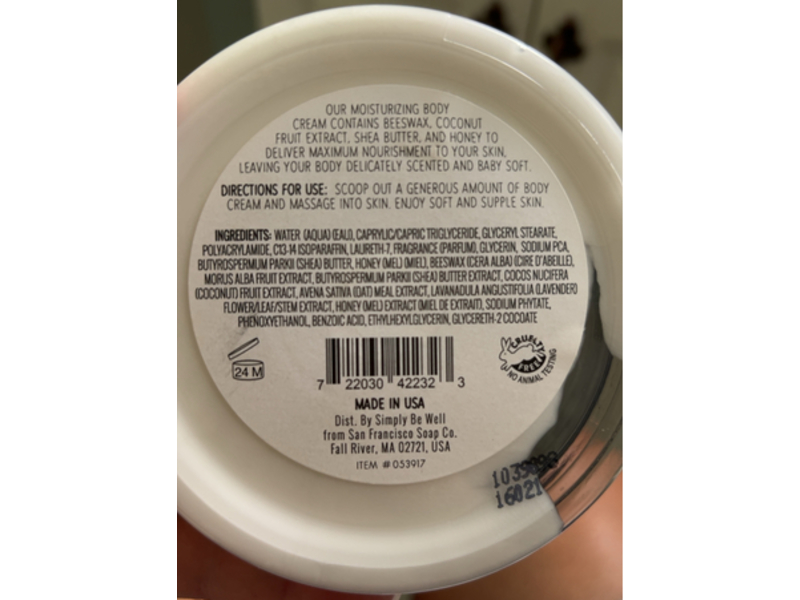 OUR MOISTURIZING BODY
CREAM CONTAINS BEESWAX, COCONUT
FRUIT EXTRACT, SHEA BUTTER, AND HONEY TO
DELIVER MAXIMUM NOURISHMENT TO YOUR SKIN,
LEAVING YOUR BODY DELICATELY SCENTED AND BABY SOFT.
DIRECTIONS FOR USE: SCOOP OUT A GENEROUS AMOUNT OF BODY
CREAM AND MASSAGE INTO SKIN. ENJOY SOFT AND SUPPLE SKIN.
INGREDIENTS: WATER (AQUA) (EAU), CAPRYLIC/CAPRIC TRIGLYCERIDE, GLYCERYL STEARATE,
POLYACRYLAMIDE, C13-14 ISOPARAFFIN, LAURETH-7, FRAGRANCE (PARFUM), GLYCERIN, SODIUM PCA,
BUTYROSPERMUM PARKII (SHEA) BUTTER, HONEY (MEL) (MIEL), BEESWAX (CERA ALBA) (CIRE D'ABEILLE),
MORUS ALBA FRUIT EXTRACT, BUTYROSPERMUM PARKII (SHEA) BUTTER EXTRACT, COCOS NUCIFERA
(COCONUT) FRUIT EXTRACT, AVENA SATIVA (OAT) MEAL EXTRACT, LAVANDULA ANGUSTIFOLIA (LAVENDER)
FLOWER/LEAF/STEM EXTRACT, HONEY (MEL) EXTRACT (MIEL DE EXTRAIT), SODIUM PHYTATE,
PHENOXYETHANOL, BENZOIC ACID, ETHYLHEXYLGLYCERIN, GLYCERETH-2 COCOATE
24 M
CRUELTY
FREE
NO ANIMAL TESTING
7 22030 42232 3
MADE IN USA
Dist. By Simply Be Well
from San Francisco Soap Co.
Fall River, MA 02721, USA
ITEM # 053917
16021